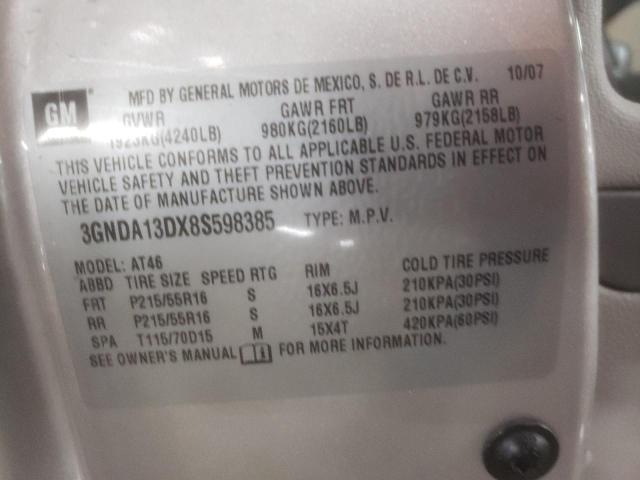 GM
MFD BY GENERAL MOTORS DE MEXICO, S. DE R.L. DE C.V. 10/07
GVWR GAWR FRT GAWR RR
1923KG(4240LB) 980KG(2160LB) 979KG(2158LB)
THIS VEHICLE CONFORMS TO ALL APPLICABLE U.S. FEDERAL MOTOR
VEHICLE SAFETY AND THEFT PREVENTION STANDARDS IN EFFECT ON
THE DATE OF MANUFACTURE SHOWN ABOVE.
3GNDA13DX8S598385 TYPE: M.P.V.
MODEL: AT46
ABBD TIRE SIZE SPEED RTG RIM COLD TIRE PRESSURE
FRT P215/55R16 S 16X6.5J 210KPA(30PSI)
RR P215/55R16 S 16X6.5J 210KPA(30PSI)
SPA T115/70D15 M 15X4T 420KPA(60PSI)
SEE OWNER'S MANUAL FOR MORE INFORMATION.